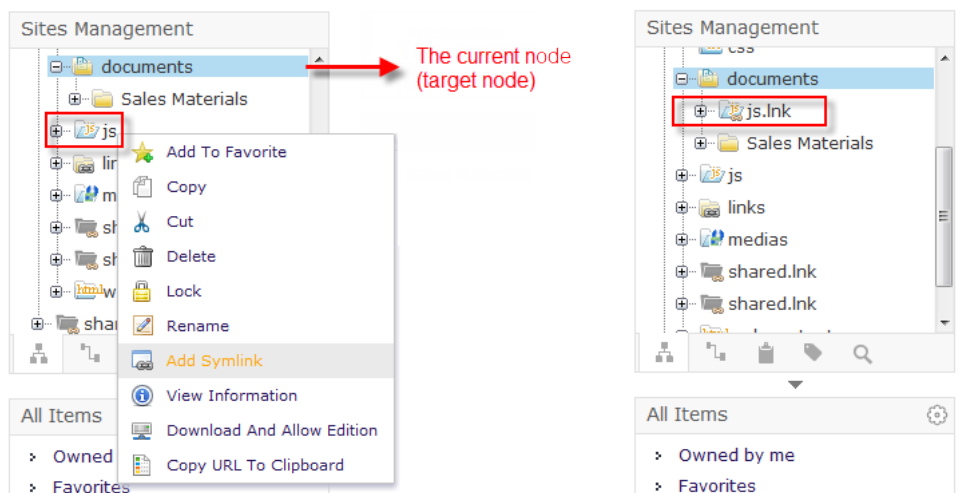 Sites Management
documents
Sales Materials
js
Add To Favorite
Copy
Cut
Delete
Lock
Rename
Add Symlink
View Information
Download And Allow Edition
Copy URL To Clipboard
All Items
Owned
Favorites
The current node
(target node)
Sites Management
css
documents
js.lnk
Sales Materials
js
links
medias
shared.lnk
shared.lnk
All Items
Owned by me
Favorites